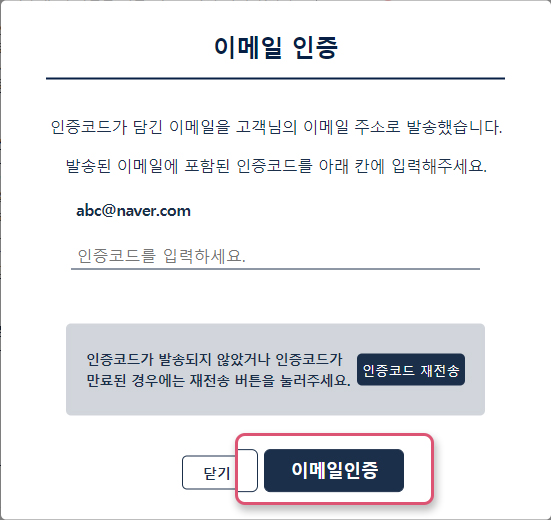 이메일 인증
인증코드가 담긴 이메일을 고객님의 이메일 주소로 발송했습니다.
발송된 이메일에 포함된 인증코드를 아래 칸에 입력해주세요.
abc@naver.com
인증코드를 입력하세요.
인증코드가 발송되지 않았거나 인증코드가
만료된 경우에는 재전송 버튼을 눌러주세요.
인증코드 재전송
닫기
이메일인증